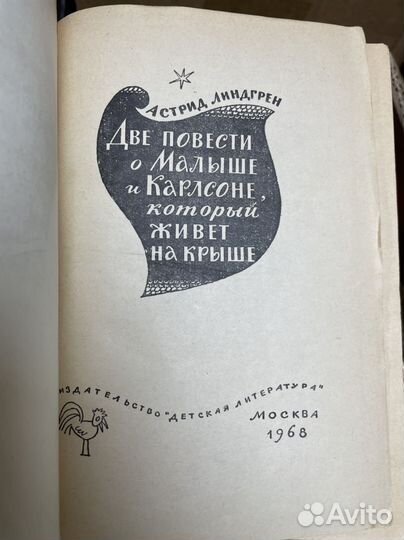 Астрид Линдгрен
Две повести
о Малыше
и Карлсоне,
который
живет
на крыше
Издательство "Детская литература"
Москва
1968
Avito